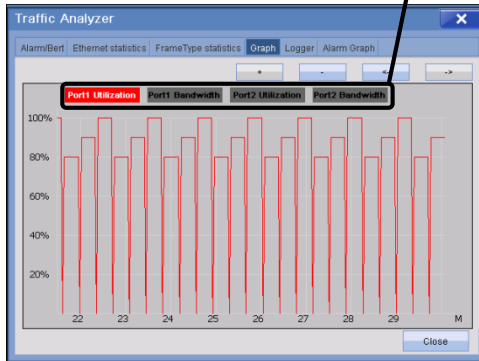 Traffic Analyzer
Alarm/Bert Ethernet statistics FrameType statistics Graph Logger Alarm Graph
+ - <- ->
Port1 Utilization Port1 Bandwidth Port2 Utilization Port2 Bandwidth
100%
80%
60%
40%
20%
22 23 24 25 26 27 28 29 M
Close